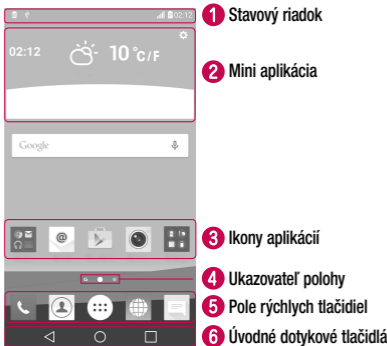 02:12
1 Stavový riadok
02:12
10°C/F
2 Mini aplikácia
Google
3 Ikony aplikácií
4 Ukazovateľ polohy
5 Pole rýchlych tlačidiel
6 Úvodné dotykové tlačidlá